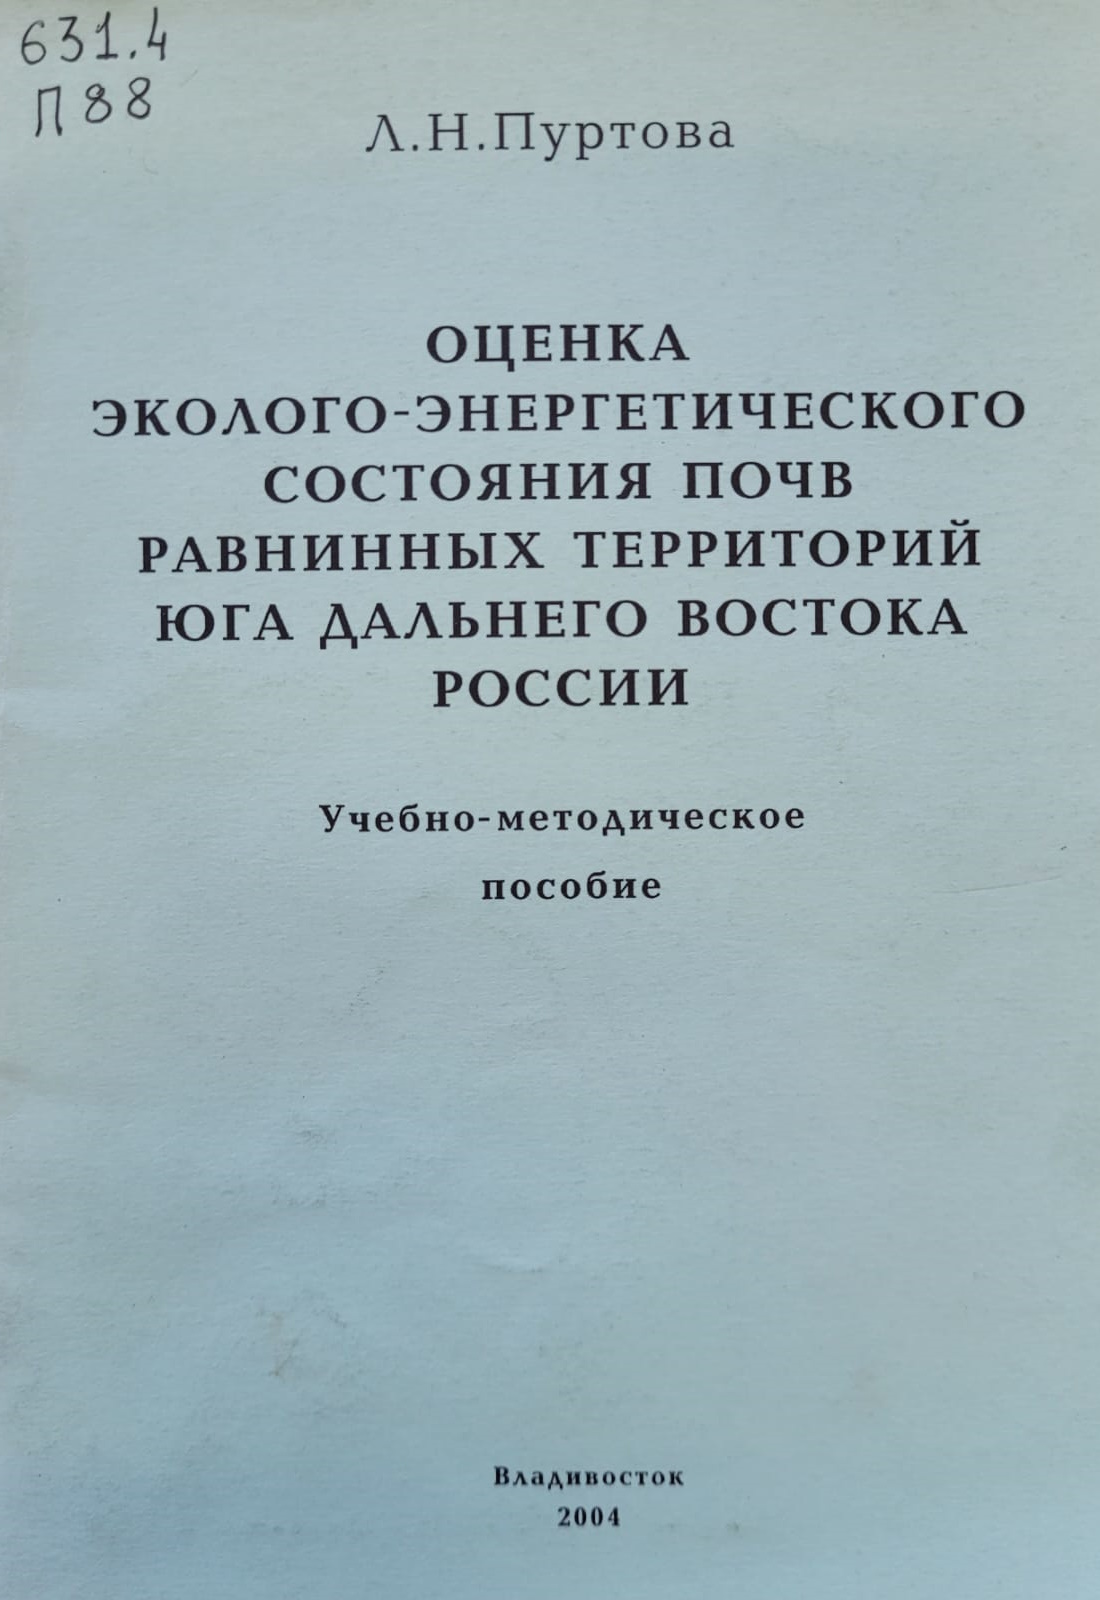 631.4
П88
Л.Н.Пуртова
ОЦЕНКА
ЭКОЛОГО-ЭНЕРГЕТИЧЕСКОГО
СОСТОЯНИЯ ПОЧВ
РАВНИННЫХ ТЕРРИТОРИЙ
ЮГА ДАЛЬНЕГО ВОСТОКА
РОССИИ
Учебно-методическое
пособие
Владивосток
2004